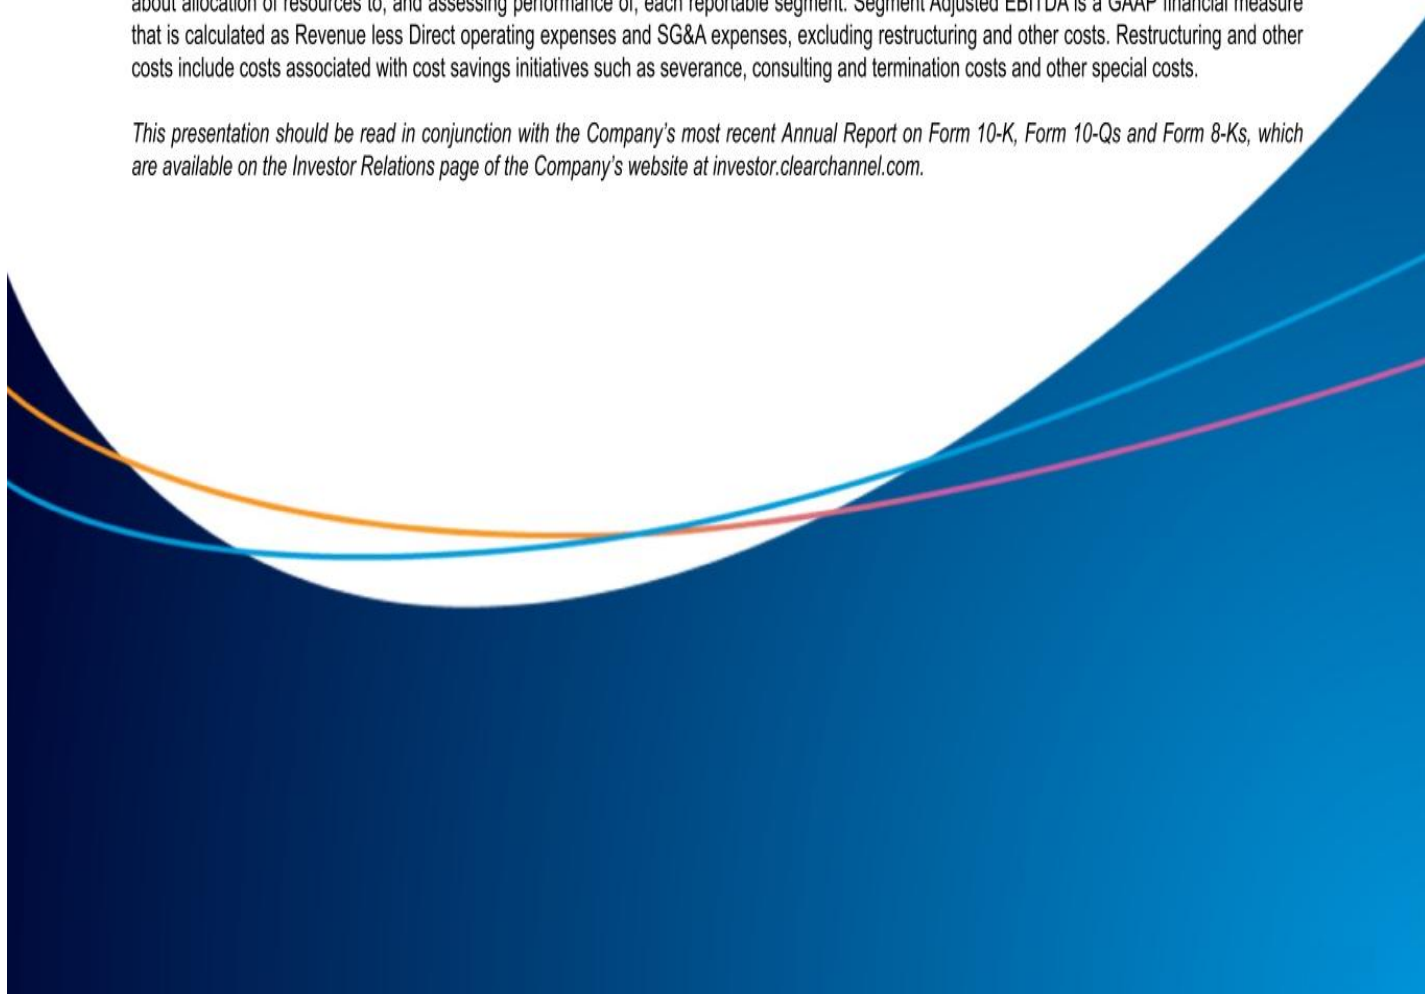 about allocation of resources to, and assessing performance of, each reportable segment. Segment Adjusted EBITDA is a GAAP financial measure
that is calculated as Revenue less Direct operating expenses and SG&A expenses, excluding restructuring and other costs. Restructuring and other
costs include costs associated with cost savings initiatives such as severance, consulting and termination costs and other special costs.
This presentation should be read in conjunction with the Company's most recent Annual Report on Form 10-K, Form 10-Qs and Form 8-Ks, which
are available on the Investor Relations page of the Company's website at investor.clearchannel.com.